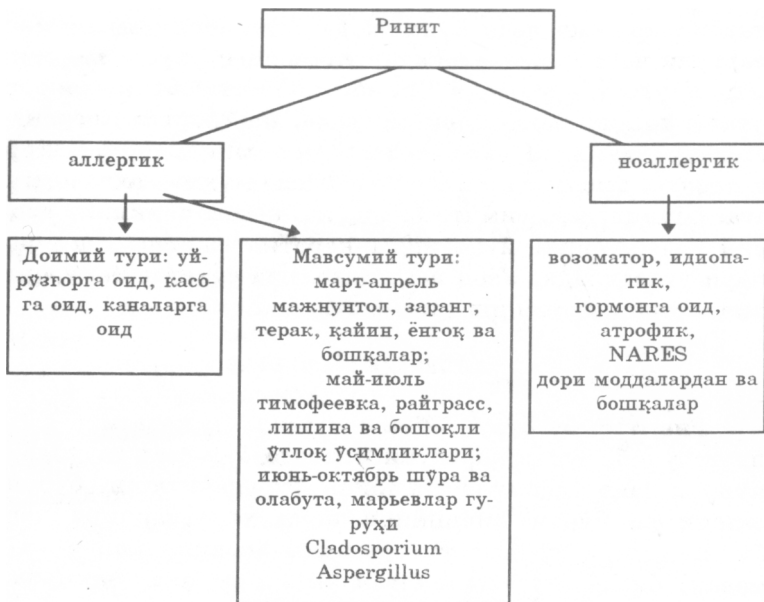 Ринит
аллергик
ноаллергик
Доимий тури: уй-
рўзгорга оид, касб-
га оид, каналарга
оид
Мавсумий тури:
март-апрель
мажнунтол, заранг,
терак, қайин, ёнғоқ ва
бошқалар;
май-июль
тимофеевка, райграсс,
лишина ва бошоқли
ўтлоқ ўсимликлари;
июнь-октябрь шўра ва
олабута, марьевлар гу-
руҳи
Cladosporium
Aspergillus
возоматор, идиопа-
тик,
гормонга оид,
атрофик,
NARES
дори моддалардан ва
бошқалар